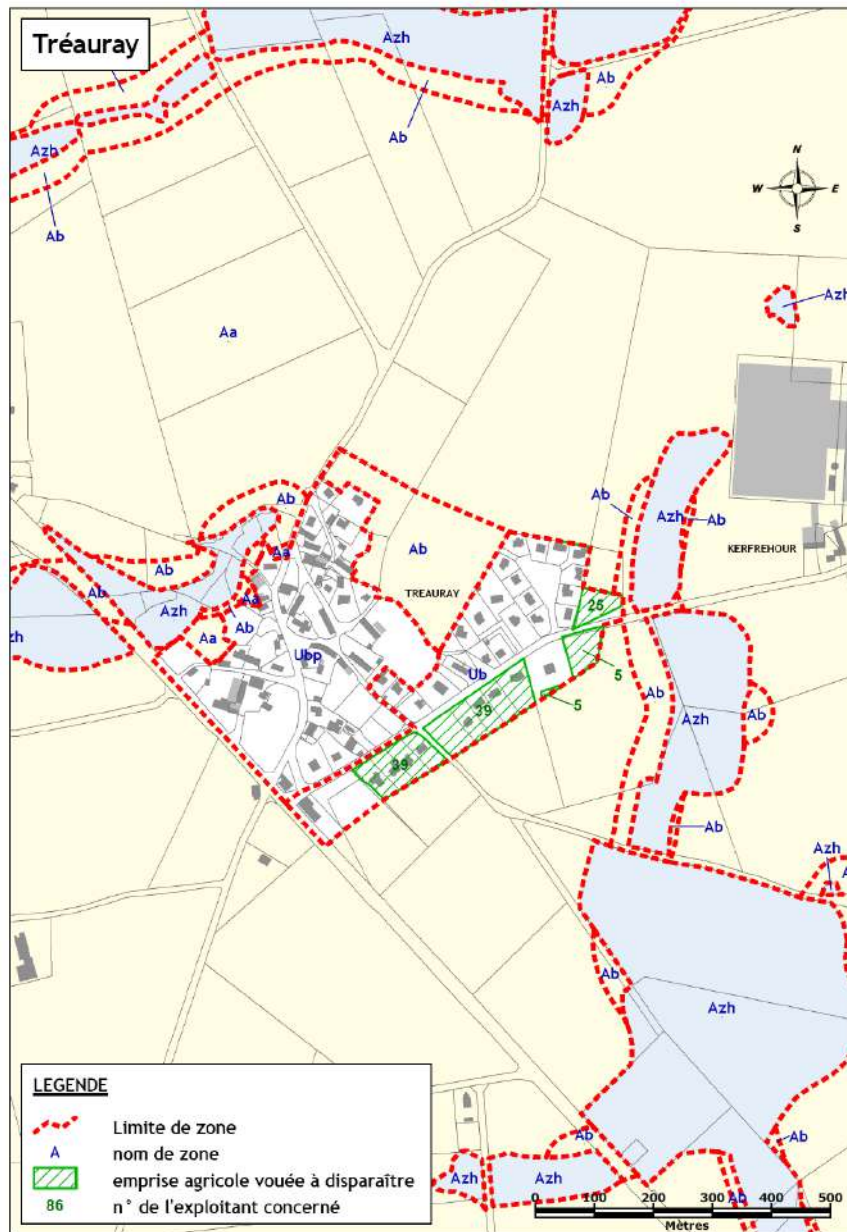 Tréauray
Azh
Ab
Azh
Ab
Azh
Ab
Ab
N
W
E
S
Azh
Aa
Ab
Ab
Azh
Ab
Aa
Ab
KERFREHOUR
Ab
Ab
TREAURAY
25
Aa
Azh
Aa
Ab
zh
Ubp
Ub
5
Ab
39
5
Azh
Ab
39
Ab
Azh
A
Ab
Azh
Ab
Ab
Azh
Azh
Ab
LEGENDE
Limite de zone
A nom de zone
emprise agricole vouée à disparaître
86 n° de l'exploitant concerné
0 100 200 300 400 500
Mètres